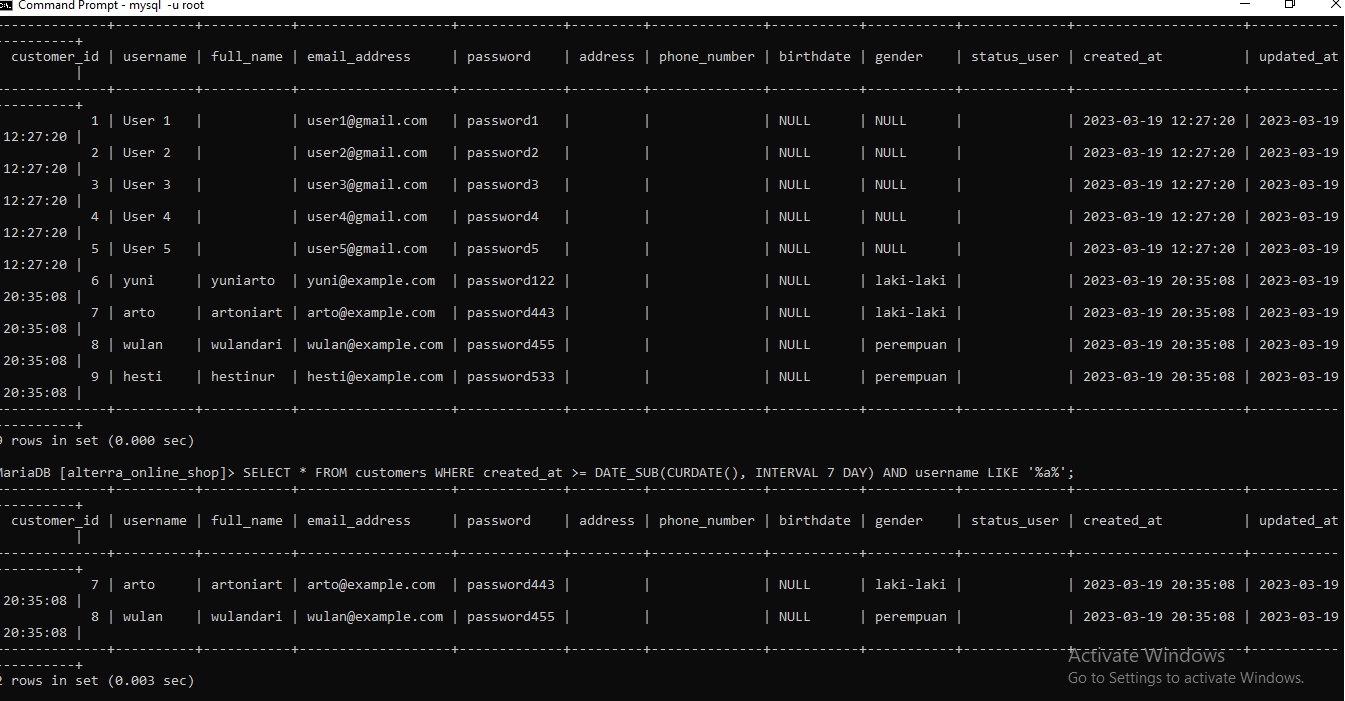 Command Prompt - mysql -u root
-------------+----------+-----------+-------------------+-------------+---------+--------------+-----------+-----------+-------------+---------------------+-----------
---------+
customer_id | username | full_name | email_address | password | address | phone_number | birthdate | gender | status_user | created_at | updated_at
|
-------------+----------+-----------+-------------------+-------------+---------+--------------+-----------+-----------+-------------+---------------------+-----------
---------+
1 | User 1 | | user1@gmail.com | password1 | | | NULL | NULL | | 2023-03-19 12:27:20 | 2023-03-19
12:27:20 |
2 | User 2 | | user2@gmail.com | password2 | | | NULL | NULL | | 2023-03-19 12:27:20 | 2023-03-19
12:27:20 |
3 | User 3 | | user3@gmail.com | password3 | | | NULL | NULL | | 2023-03-19 12:27:20 | 2023-03-19
12:27:20 |
4 | User 4 | | user4@gmail.com | password4 | | | NULL | NULL | | 2023-03-19 12:27:20 | 2023-03-19
12:27:20 |
5 | User 5 | | user5@gmail.com | password5 | | | NULL | NULL | | 2023-03-19 12:27:20 | 2023-03-19
12:27:20 |
6 | yuni | yuniarto | yuni@example.com | password122 | | | NULL | laki-laki | | 2023-03-19 20:35:08 | 2023-03-19
20:35:08 |
7 | arto | artoniart | arto@example.com | password443 | | | NULL | laki-laki | | 2023-03-19 20:35:08 | 2023-03-19
20:35:08 |
8 | wulan | wulandari | wulan@example.com | password455 | | | NULL | perempuan | | 2023-03-19 20:35:08 | 2023-03-19
20:35:08 |
9 | hesti | hestinur | hesti@example.com | password533 | | | NULL | perempuan | | 2023-03-19 20:35:08 | 2023-03-19
20:35:08 |
-------------+----------+-----------+-------------------+-------------+---------+--------------+-----------+-----------+-------------+---------------------+-----------
---------+
9 rows in set (0.000 sec)
MariaDB [alterra_online_shop]> SELECT * FROM customers WHERE created_at >= DATE_SUB(CURDATE(), INTERVAL 7 DAY) AND username LIKE '%a%';
-------------+----------+-----------+-------------------+-------------+---------+--------------+-----------+-----------+-------------+---------------------+-----------
---------+
customer_id | username | full_name | email_address | password | address | phone_number | birthdate | gender | status_user | created_at | updated_at
|
-------------+----------+-----------+-------------------+-------------+---------+--------------+-----------+-----------+-------------+---------------------+-----------
---------+
7 | arto | artoniart | arto@example.com | password443 | | | NULL | laki-laki | | 2023-03-19 20:35:08 | 2023-03-19
20:35:08 |
8 | wulan | wulandari | wulan@example.com | password455 | | | NULL | perempuan | | 2023-03-19 20:35:08 | 2023-03-19
20:35:08 |
-------------+----------+-----------+-------------------+-------------+---------+--------------+-----------+-----------+-------------+---------------------+-----------
---------+
2 rows in set (0.003 sec)
Activate Windows
Go to Settings to activate Windows.